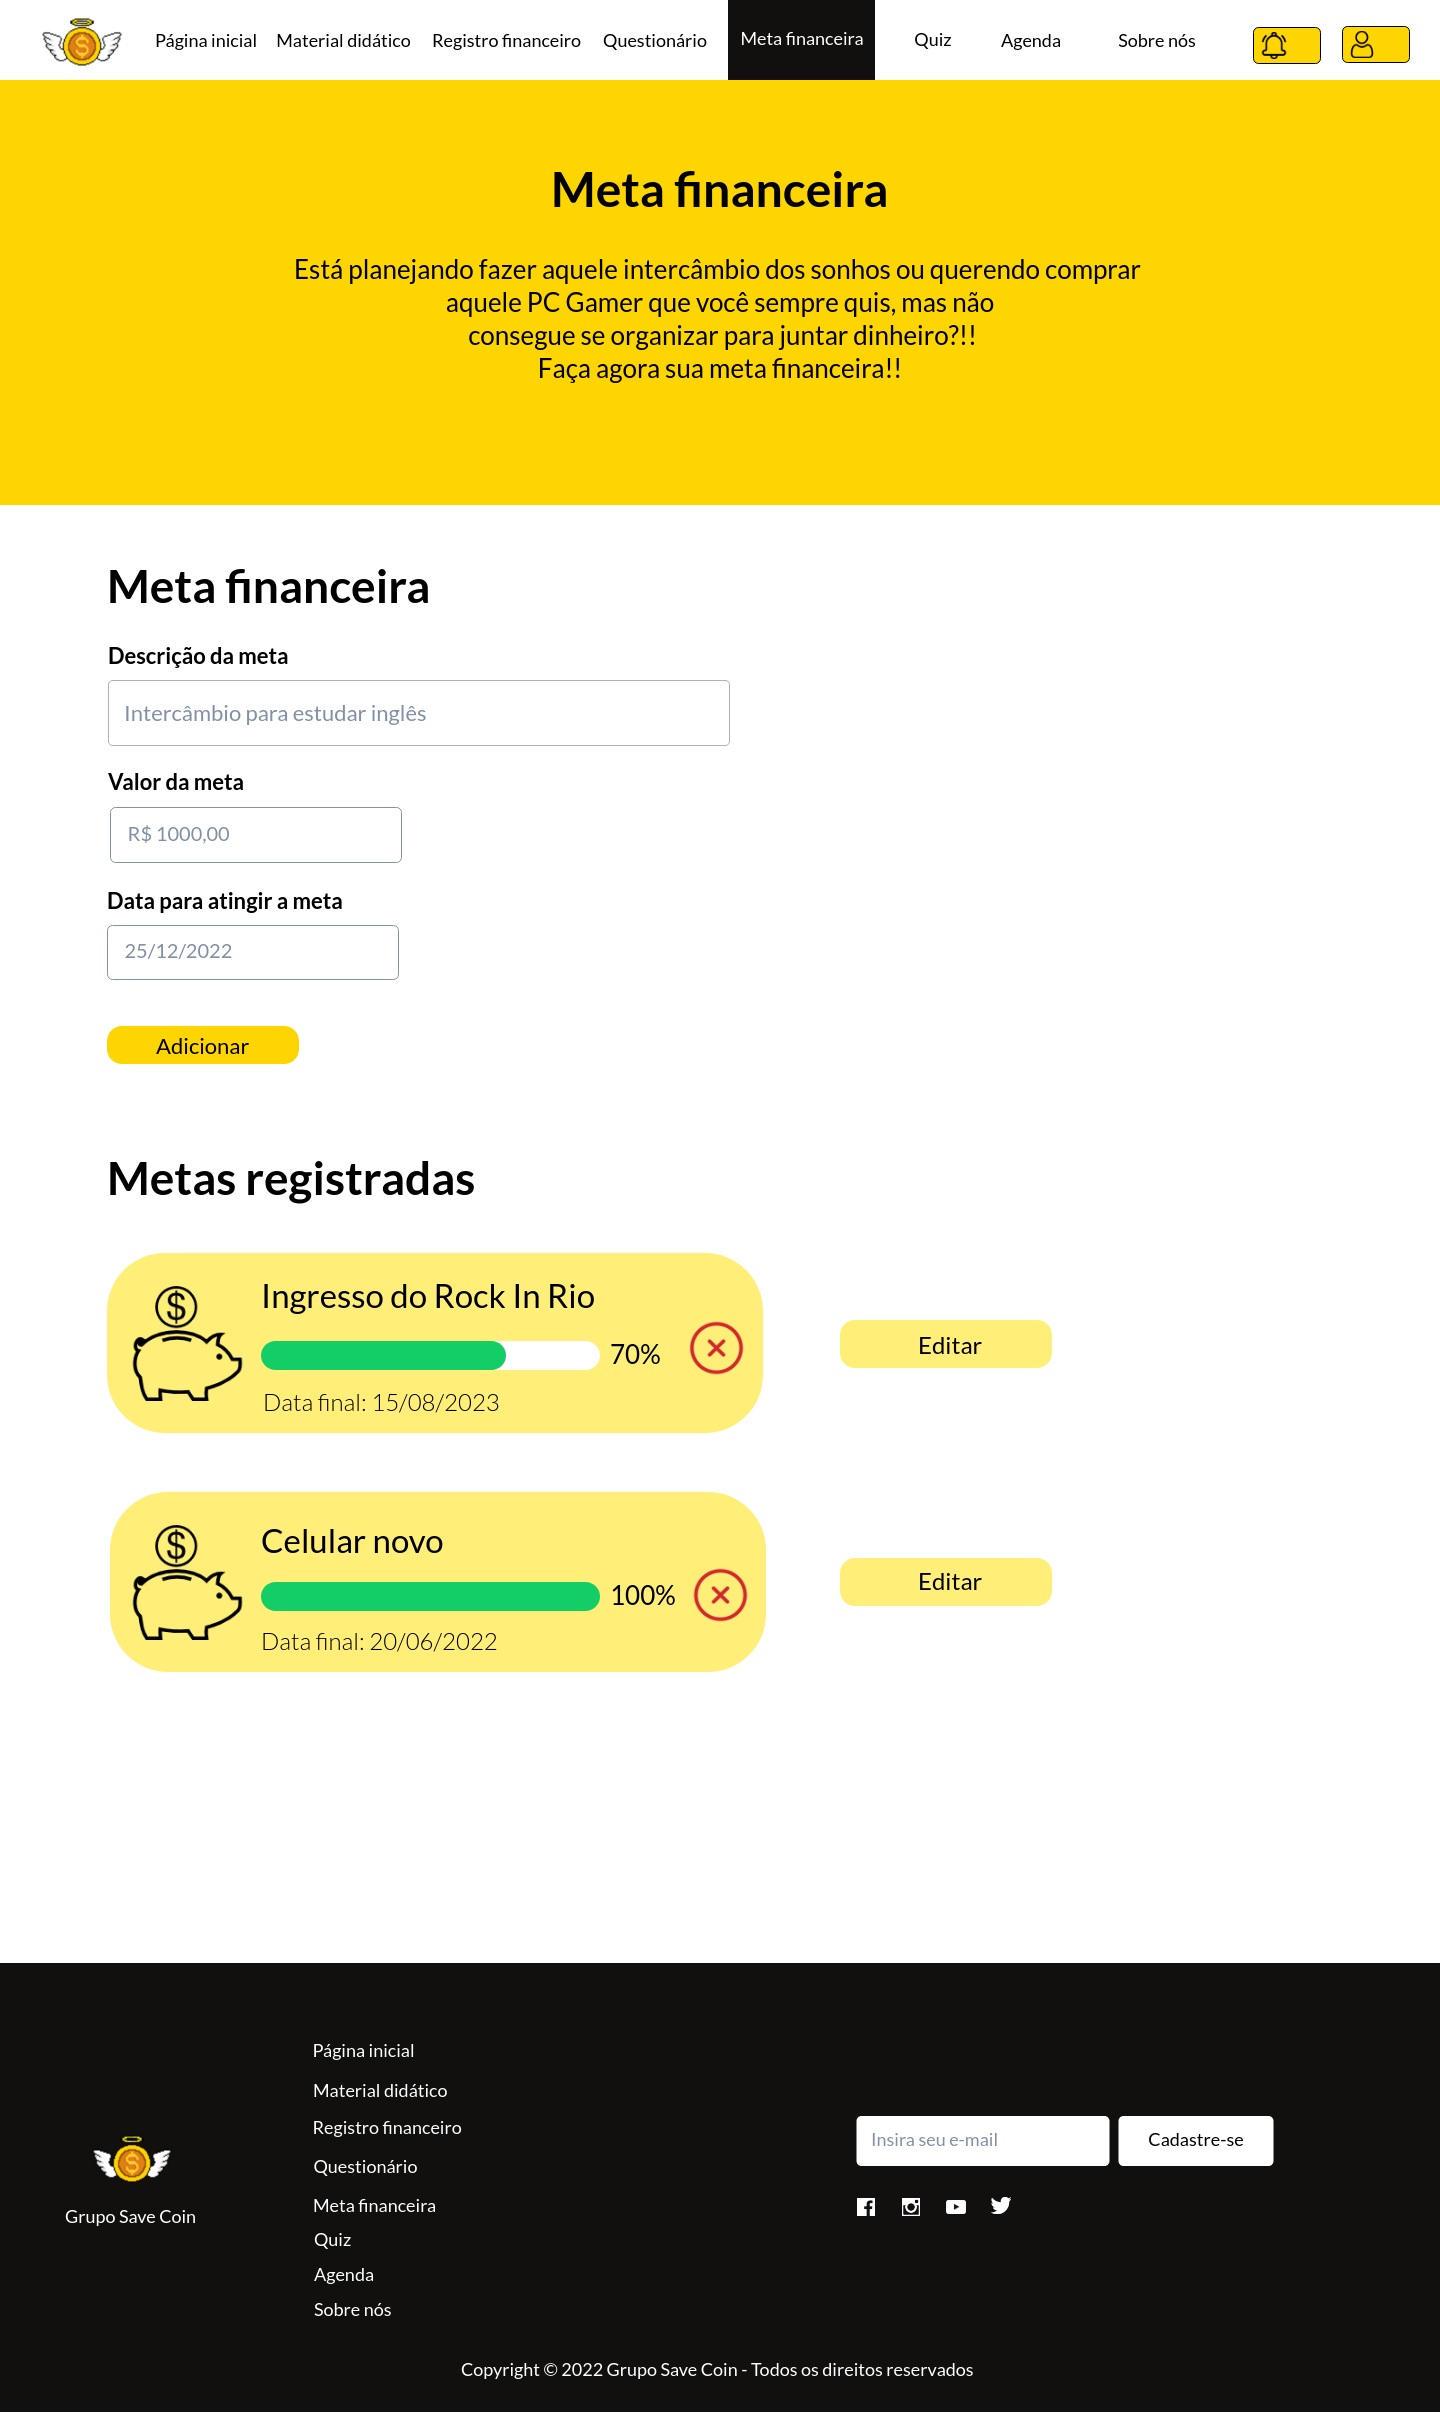 Página inicial
Material didático
Registro financeiro
Questionário
Meta financeira
Quiz
Agenda
Sobre nós
Meta financeira
Está planejando fazer aquele intercâmbio dos sonhos ou querendo comprar
aquele PC Gamer que você sempre quis, mas não
consegue se organizar para juntar dinheiro?!!
Faça agora sua meta financeira!!
Meta financeira
Descrição da meta
Intercâmbio para estudar inglês
Valor da meta
R$ 1000,00
Data para atingir a meta
25/12/2022
Adicionar
Metas registradas
Ingresso do Rock In Rio
70%
Data final: 15/08/2023
Editar
Celular novo
100%
Data final: 20/06/2022
Editar
Grupo Save Coin
Página inicial
Material didático
Registro financeiro
Questionário
Meta financeira
Quiz
Agenda
Sobre nós
Insira seu e-mail
Cadastre-se
Copyright © 2022 Grupo Save Coin - Todos os direitos reservados